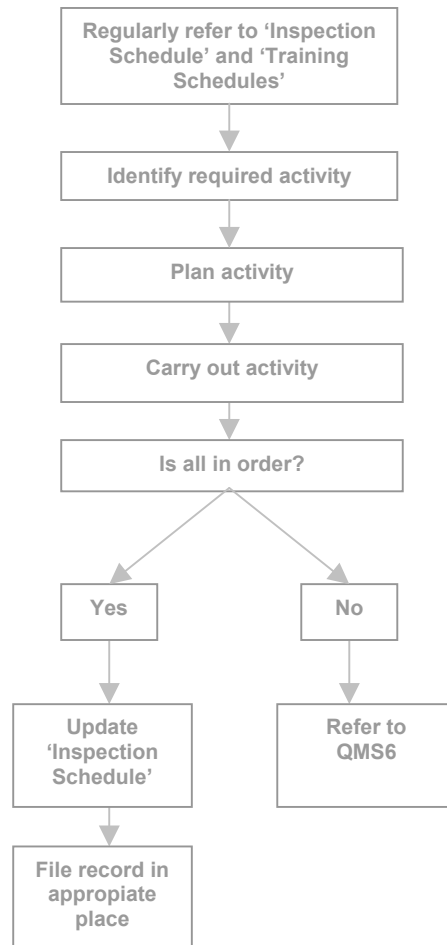 Regularly refer to ‘Inspection
Schedule’ and ‘Training
Schedules’
Identify required activity
Plan activity
Carry out activity
Is all in order?
Yes
No
Update
‘Inspection
Schedule’
Refer to
QMS6
File record in
appropiate
place